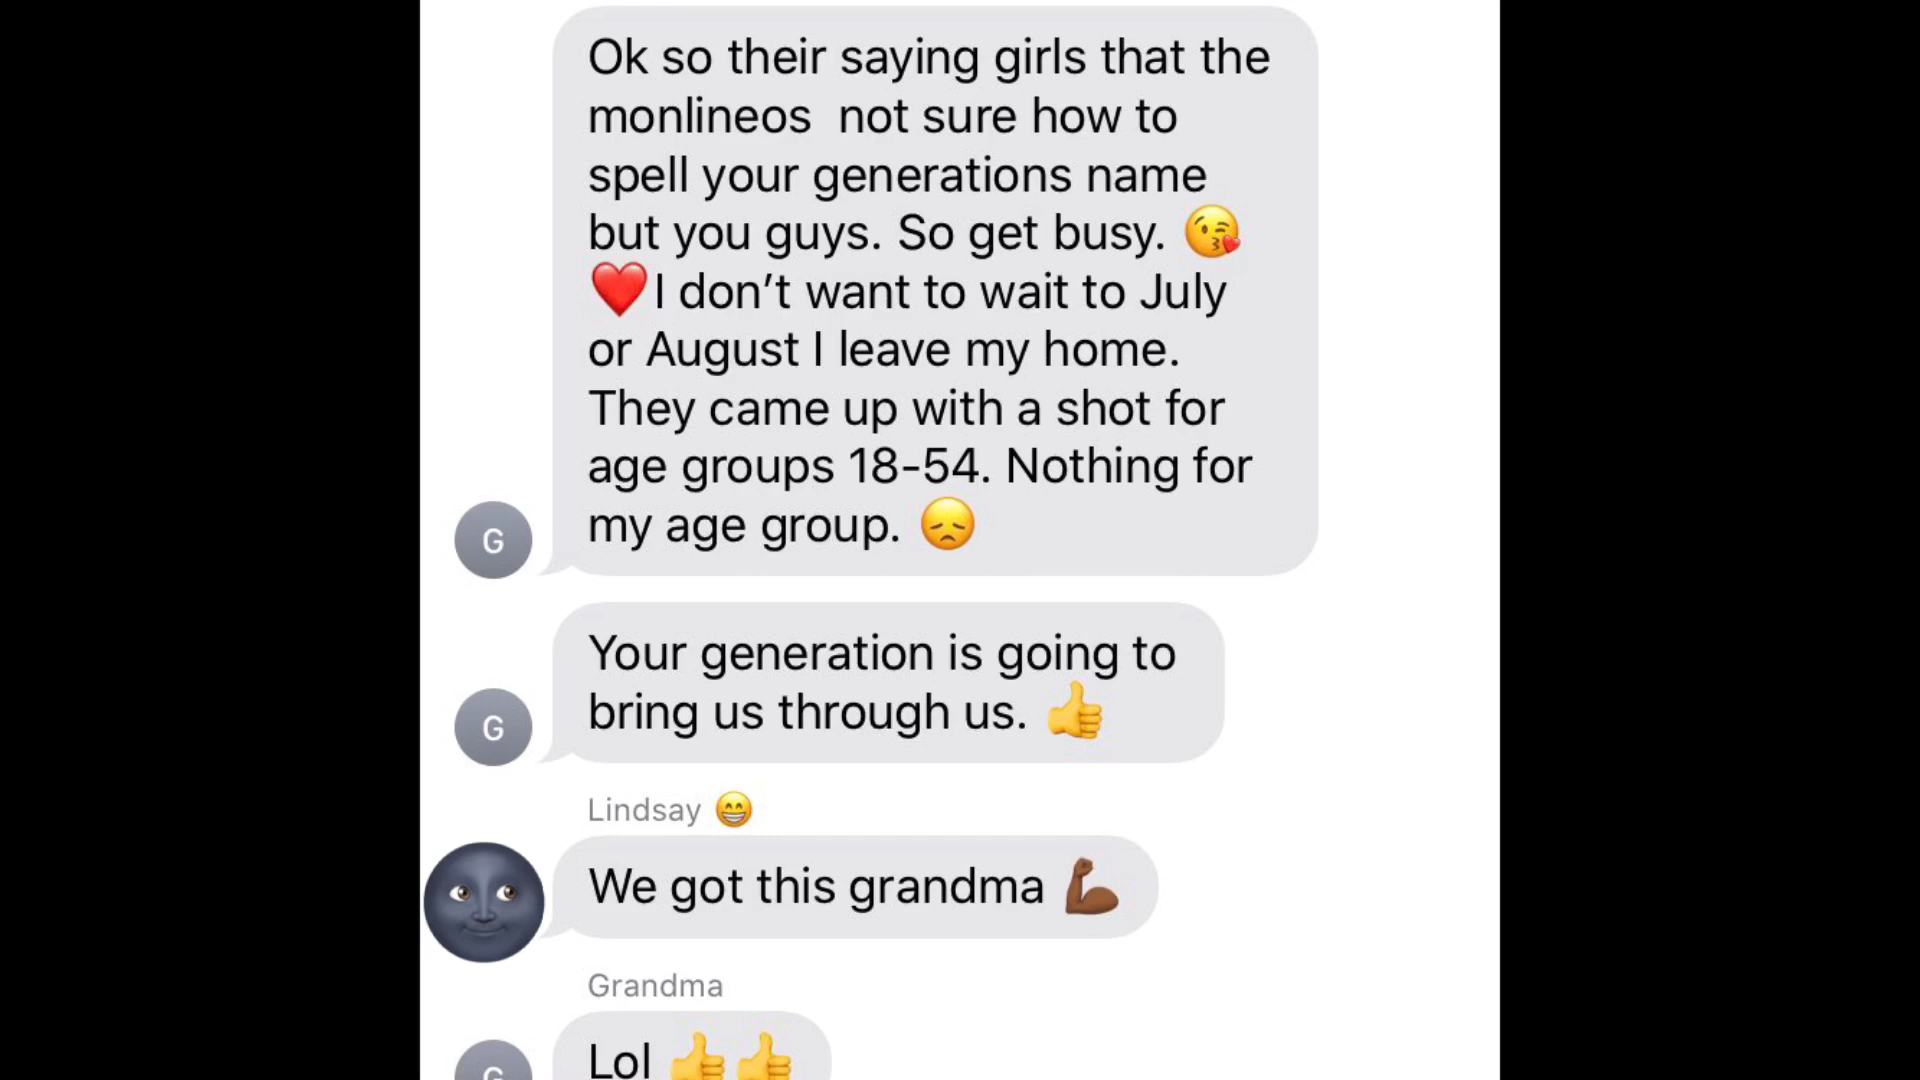 Ok so their saying girls that the
monlineos  not sure how to
spell your generations name
but you guys. So get busy. 😘
❤️I don’t want to wait to July
or August I leave my home.
They came up with a shot for
age groups 18-54. Nothing for
my age group. 😞
G
Your generation is going to
bring us through us. 👍
G
Lindsay 😁
We got this grandma 💪🏾
Grandma
Lol 👍👍
G